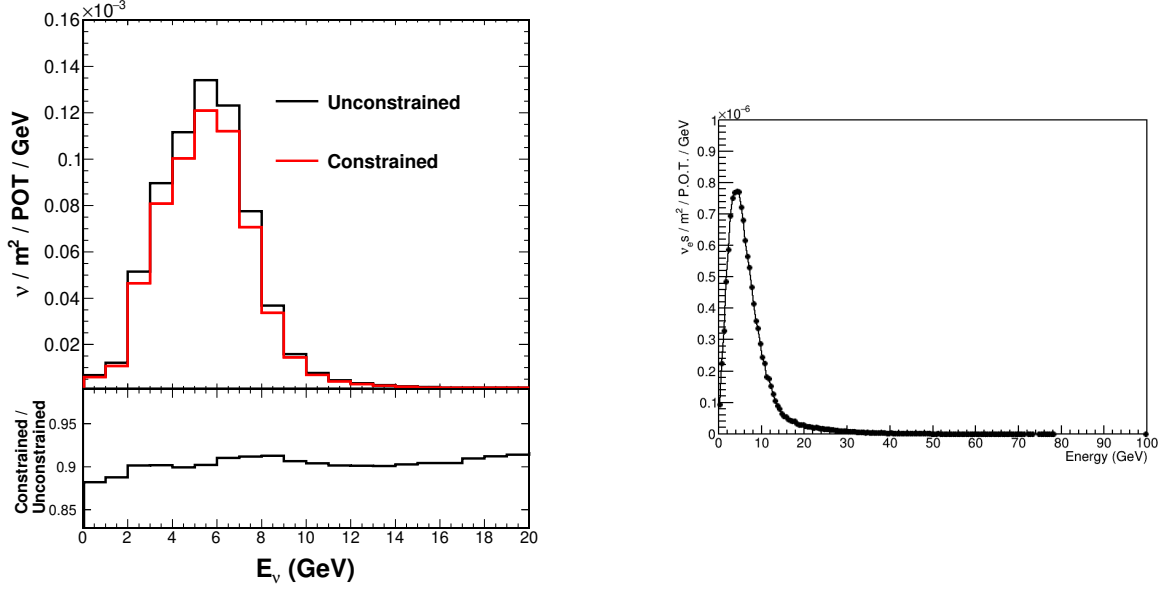 0.16 ×10⁻³
0.14
0.12
0.1
0.08
0.06
0.04
0.02
ν / m² / POT / GeV
Unconstrained
Constrained
0.95
0.9
0.85
Constrained /
Unconstrained
0 2 4 6 8 10 12 14 16 18 20
E_ν (GeV)
×10⁻⁶
1
0.9
0.8
0.7
0.6
0.5
0.4
0.3
0.2
0.1
0
ν_e s / m² / P.O.T. / GeV
0 10 20 30 40 50 60 70 80 90 100
Energy (GeV)